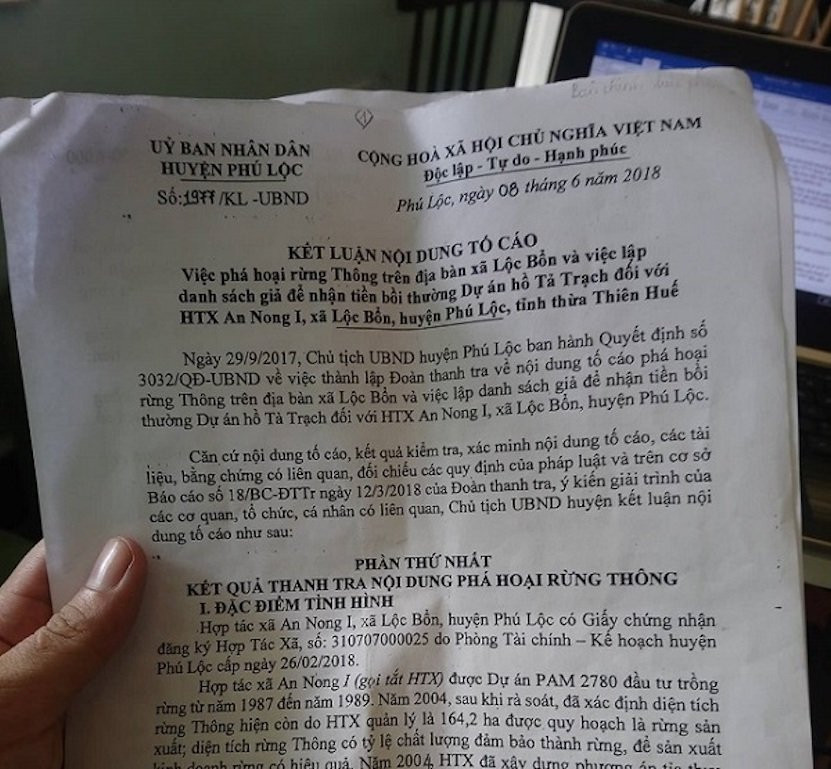 UỶ BAN NHÂN DÂN
HUYỆN PHÚ LỘC
Số:1977/KL -UBND
CỘNG HOÀ XÃ HỘI CHỦ NGHĨA VIỆT NAM
Độc lập - Tự do - Hạnh phúc
Phú Lộc, ngày 08 tháng 6 năm 2018
KẾT LUẬN NỘI DUNG TỐ CÁO
Việc phá hoại rừng Thông trên địa bàn xã Lộc Bổn và việc lập
danh sách giả để nhận tiền bồi thường Dự án hồ Tả Trạch đối với
HTX An Nong I, xã Lộc Bổn, huyện Phú Lộc, tỉnh thừa Thiên Huế
Ngày 29/9/2017, Chủ tịch UBND huyện Phú Lộc ban hành Quyết định số
3032/QĐ-UBND về việc thành lập Đoàn thanh tra về nội dung tố cáo phá hoại
rừng Thông trên địa bàn xã Lộc Bổn và việc lập danh sách giả để nhận tiền bồi
thường Dự án hồ Tả Trạch đối với HTX An Nong I, xã Lộc Bổn, huyện Phú Lộc.
Căn cứ nội dung tố cáo, kết quả kiểm tra, xác minh nội dung tố cáo, các tài
liệu, bằng chứng có liên quan, đối chiếu các quy định của pháp luật và trên cơ sở
Báo cáo số 18/BC-ĐTTr ngày 12/3/2018 của Đoàn thanh tra, ý kiến giải trình của
các cơ quan, tổ chức, cá nhân có liên quan, Chủ tịch UBND huyện kết luận nội
dung tố cáo như sau:
PHẦN THỨ NHẤT
KẾT QUẢ THANH TRA NỘI DUNG PHÁ HOẠI RỪNG THÔNG
I. ĐẶC ĐIỂM TÌNH HÌNH
Hợp tác xã An Nong I, xã Lộc Bổn, huyện Phú Lộc có Giấy chứng nhận
đăng ký Hợp Tác Xã, số: 310707000025 do Phòng Tài chính – Kế hoạch huyện
Phú Lộc cấp ngày 26/02/2018.
Hợp tác xã An Nong I (gọi tắt HTX) được Dự án PAM 2780 đầu tư trồng
rừng từ năm 1987 đến năm 1989. Năm 2004, sau khi rà soát, đã xác định diện tích
rừng Thông hiện còn do HTX quản lý là 164,2 ha được quy hoạch là rừng sản
xuất; diện tích rừng Thông có tỷ lệ chất lượng đảm bảo thành rừng, để sản xuất
kinh doanh rừng có hiệu quả. Năm 2004, HTX đã xây dựng phương án